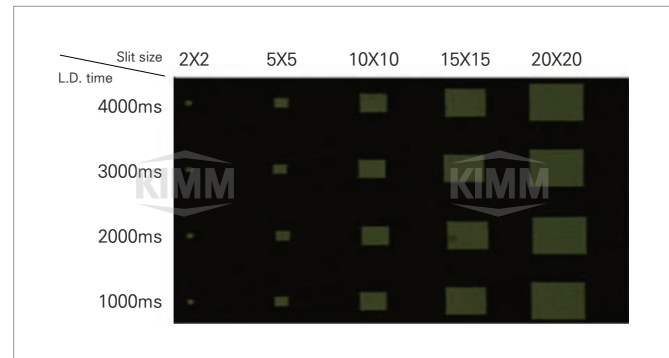 Slit size 2X2 5X5 10X10 15X15 20X20
L.D. time
4000ms
3000ms
KIMM KIMM
2000ms
1000ms